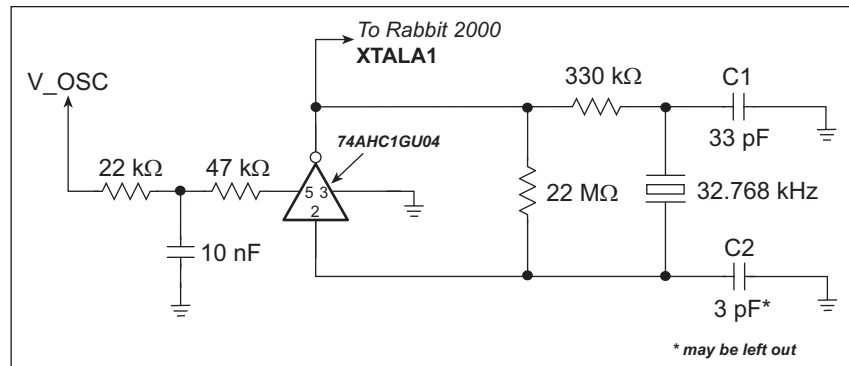 To Rabbit 2000
XTALA1
V_OSC
330 kΩ
C1
33 pF
74AHC1GU04
22 kΩ
47 kΩ
5 3
2
22 MΩ
32.768 kHz
10 nF
C2
3 pF*
* may be left out